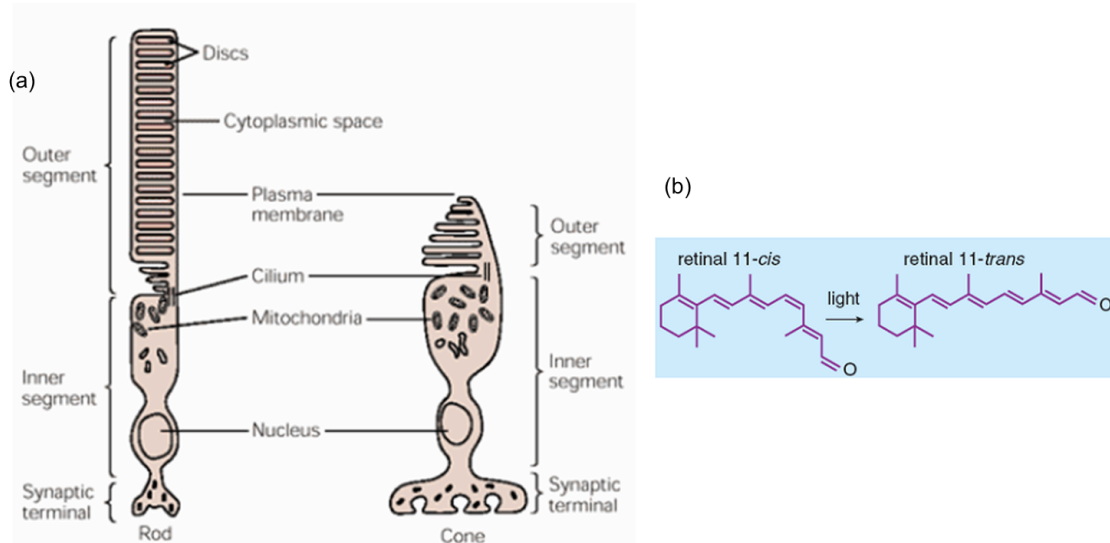 (a)
Discs
Cytoplasmic space
Outer
segment
Plasma
membrane
Outer
segment
Cilium
Mitochondria
Inner
segment
Inner
segment
Nucleus
Synaptic
terminal
Synaptic
terminal
Rod
Cone
(b)
retinal 11-cis
retinal 11-trans
light
O
O